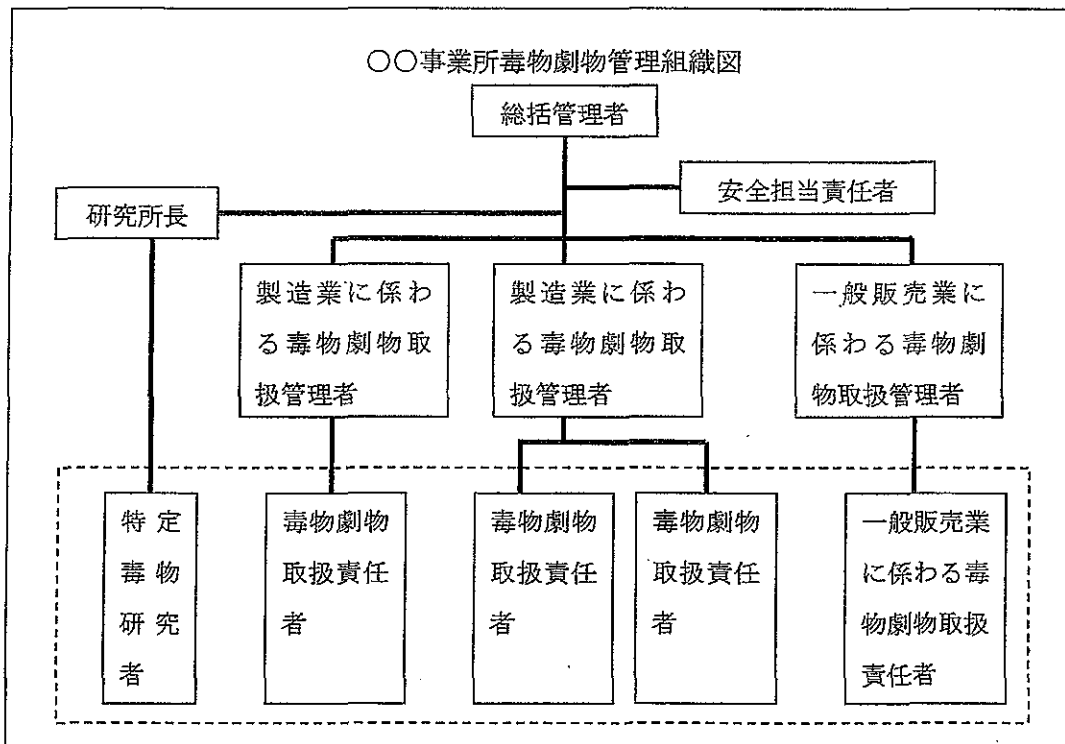 〇〇事業所毒物劇物管理組織図
総括管理者
安全担当責任者
研究所長
製造業に係わ
る毒物劇物取
扱管理者
製造業に係わ
る毒物劇物取
扱管理者
一般販売業に
係わる毒物劇
物取扱管理者
特定
毒物
研究
者
毒物劇物
取扱責任
者
毒物劇物
取扱責任
者
毒物劇物
取扱責任
者
一般販売業
に係わる毒
物劇物取扱
責任者